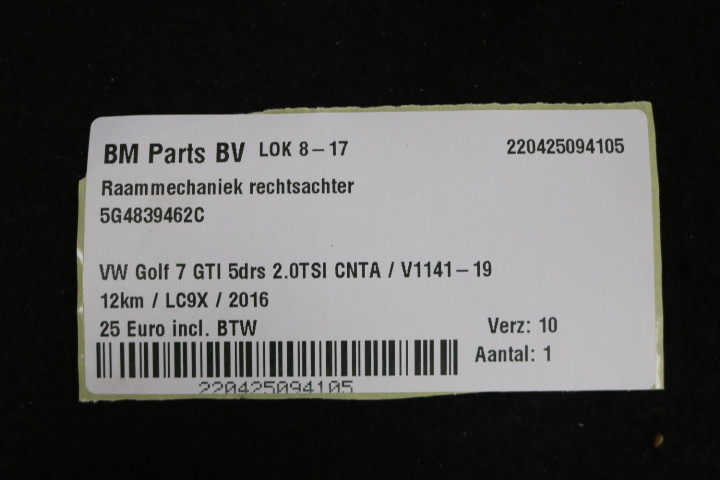 BM Parts BV LOK 8-17 220425094105
Raammechaniek rechtsachter
5G4839462C
VW Golf 7 GTI 5drs 2.0TSI CNTA / V1141-19
12km / LC9X / 2016
25 Euro incl. BTW Verz: 10
Aantal: 1
220425094105